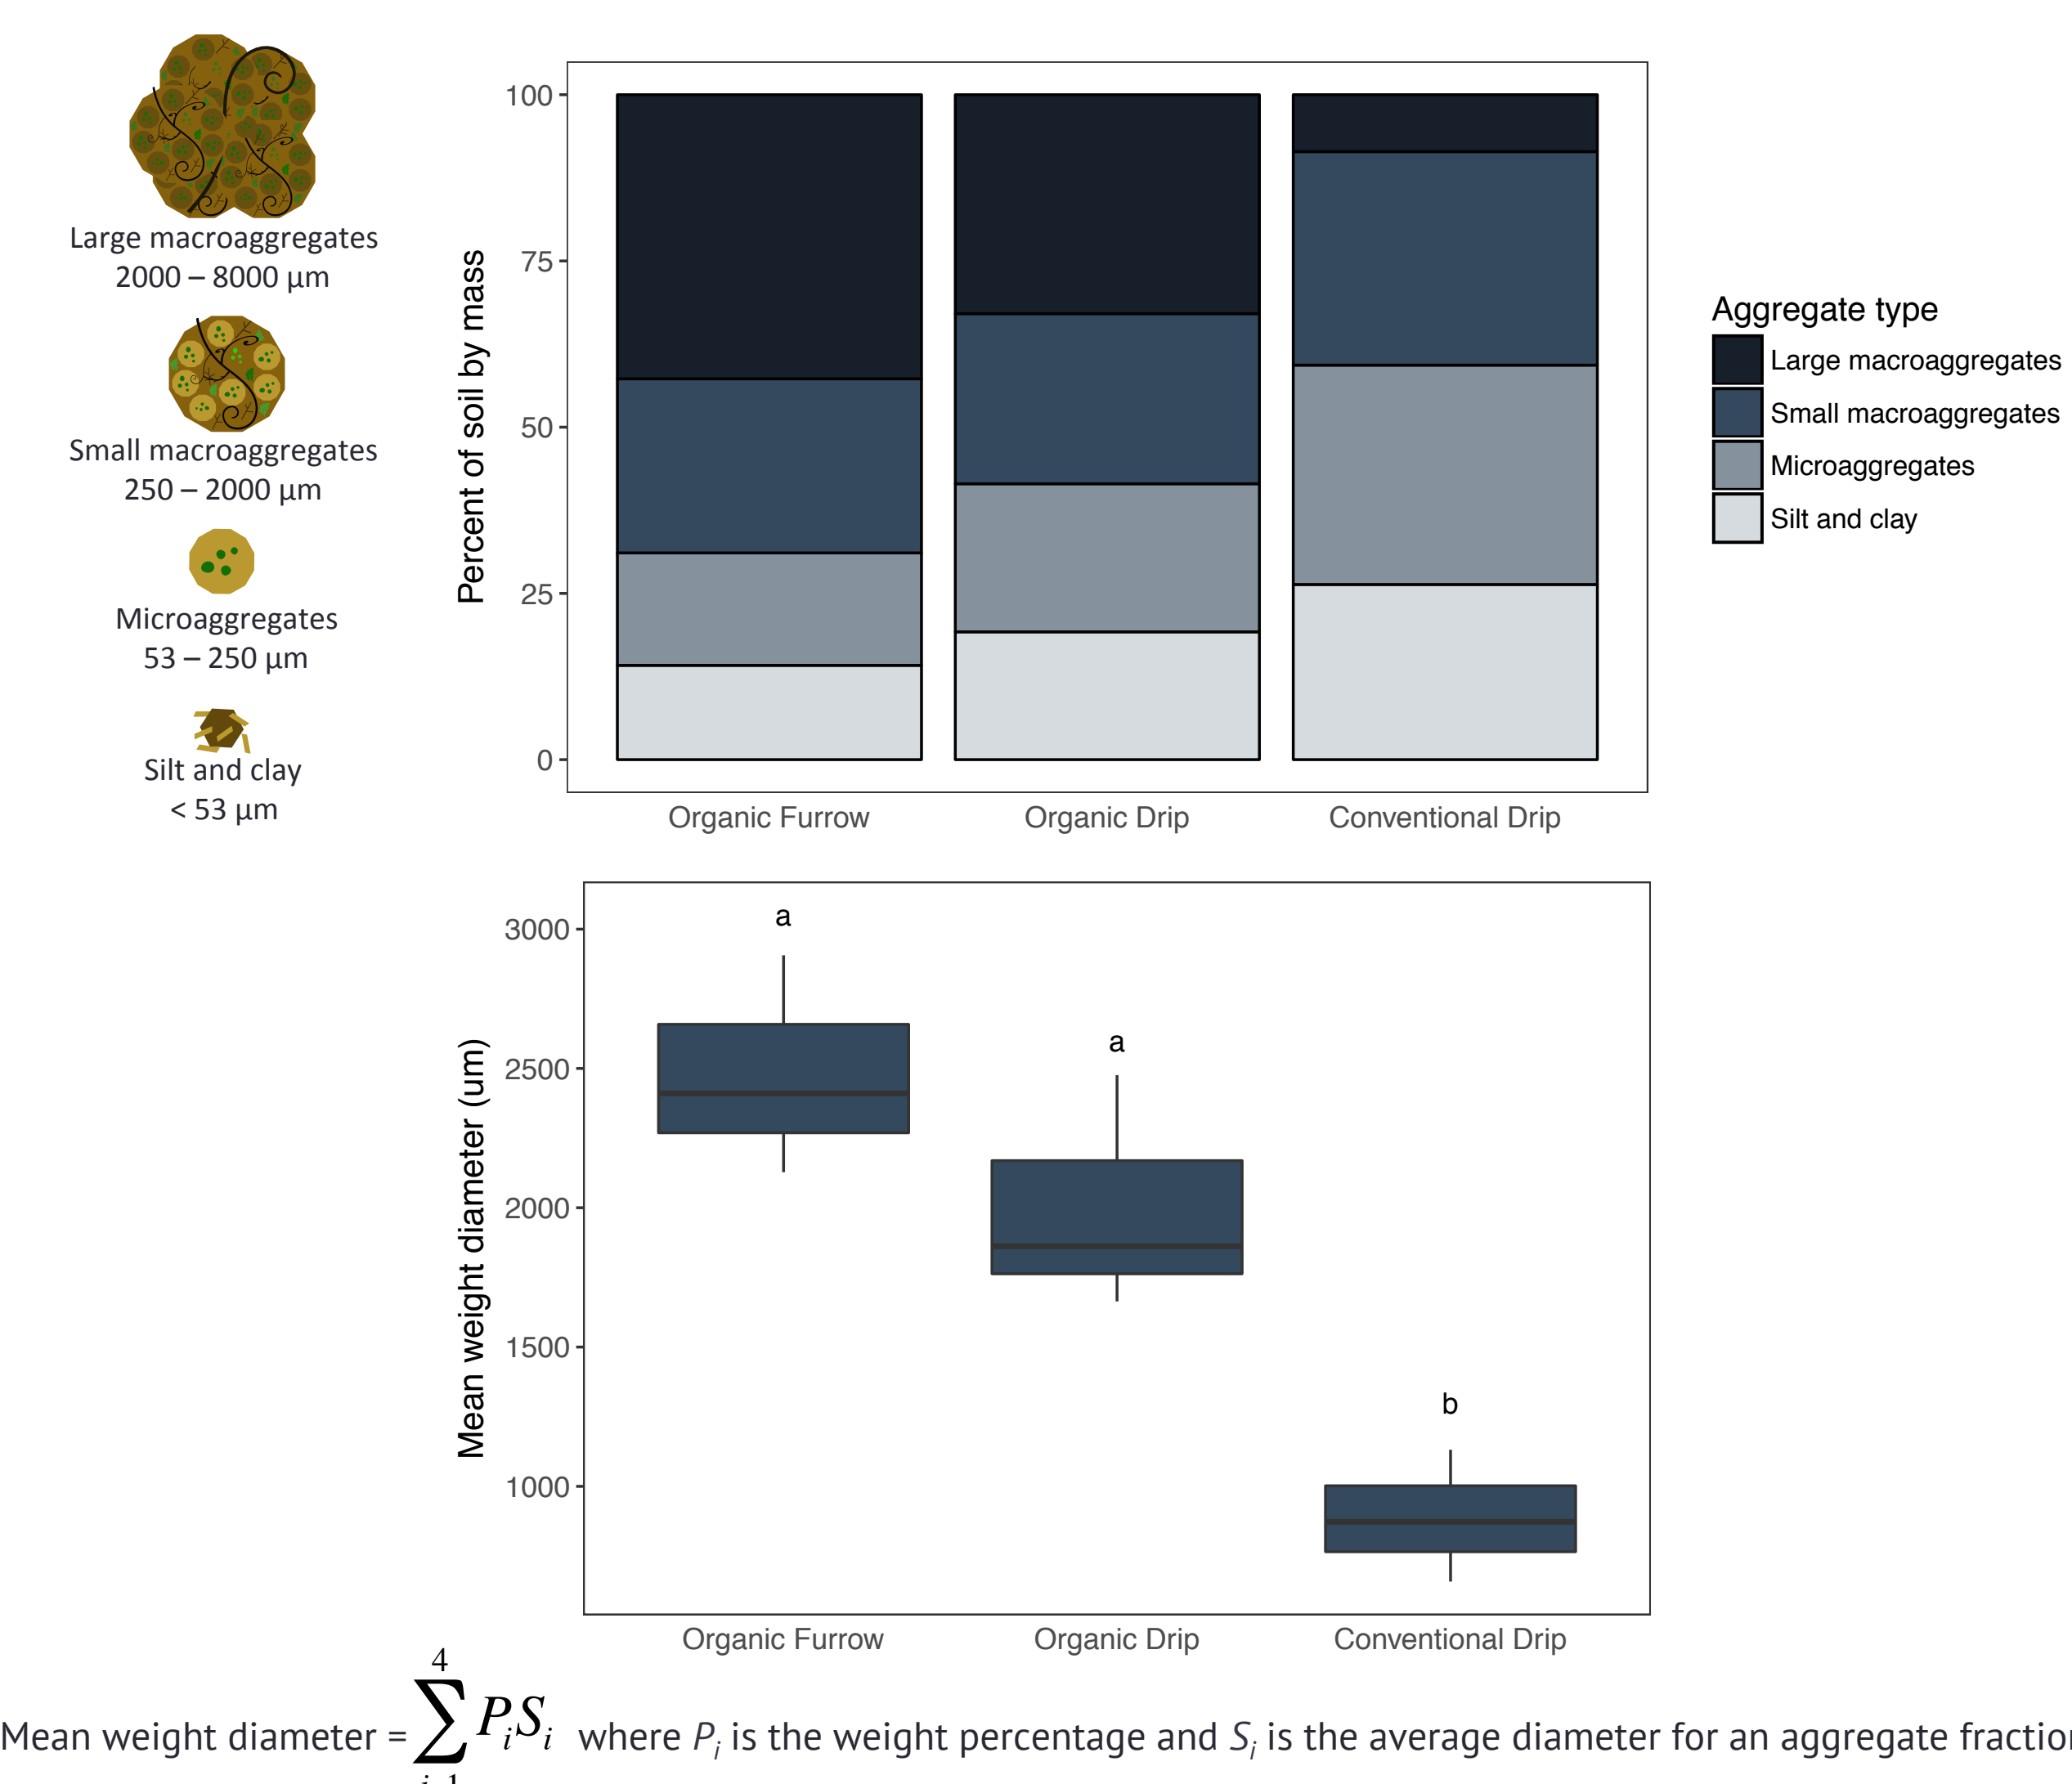 Large macroaggregates
2000 – 8000 µm
Small macroaggregates
250 – 2000 µm
Microaggregates
53 – 250 µm
Silt and clay
< 53 µm
Percent of soil by mass
100
75
50
25
0
Organic Furrow Organic Drip Conventional Drip
Aggregate type
Large macroaggregates
Small macroaggregates
Microaggregates
Silt and clay
Mean weight diameter (um)
3000
2500
2000
1500
1000
a
a
b
Organic Furrow Organic Drip Conventional Drip
4
Mean weight diameter = ∑ PᵢSᵢ where Pᵢ is the weight percentage and Sᵢ is the average diameter for an aggregate fraction